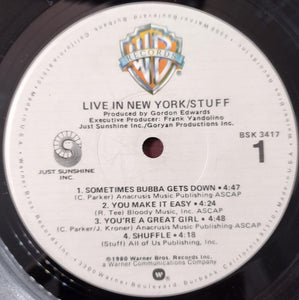 WB
RECORDS
LIVE IN NEW YORK/STUFF
Produced by Gordon Edwards
Executive Producer: Frank Yandolino
Just Sunshine Inc./Goryan Productions Inc.
BSK 3417
1
JUST SUNSHINE
INC.
1. SOMETIMES BUBBA GETS DOWN • 4:47
(C. Parker) Anacrusis Music Publishing-ASCAP
2. YOU MAKE IT EASY • 4:24
(R. Tee) Bloody Music, Inc.-ASCAP
3. YOU'RE A GREAT GIRL • 4:48
(C. Parker/J. Kroner) Anacrusis Music Publishing-ASCAP
4. SHUFFLE • 4:18
(Stuff) All of Us Publishing, Inc.
©1980 Warner Bros. Records Inc.
a Warner Communications Company